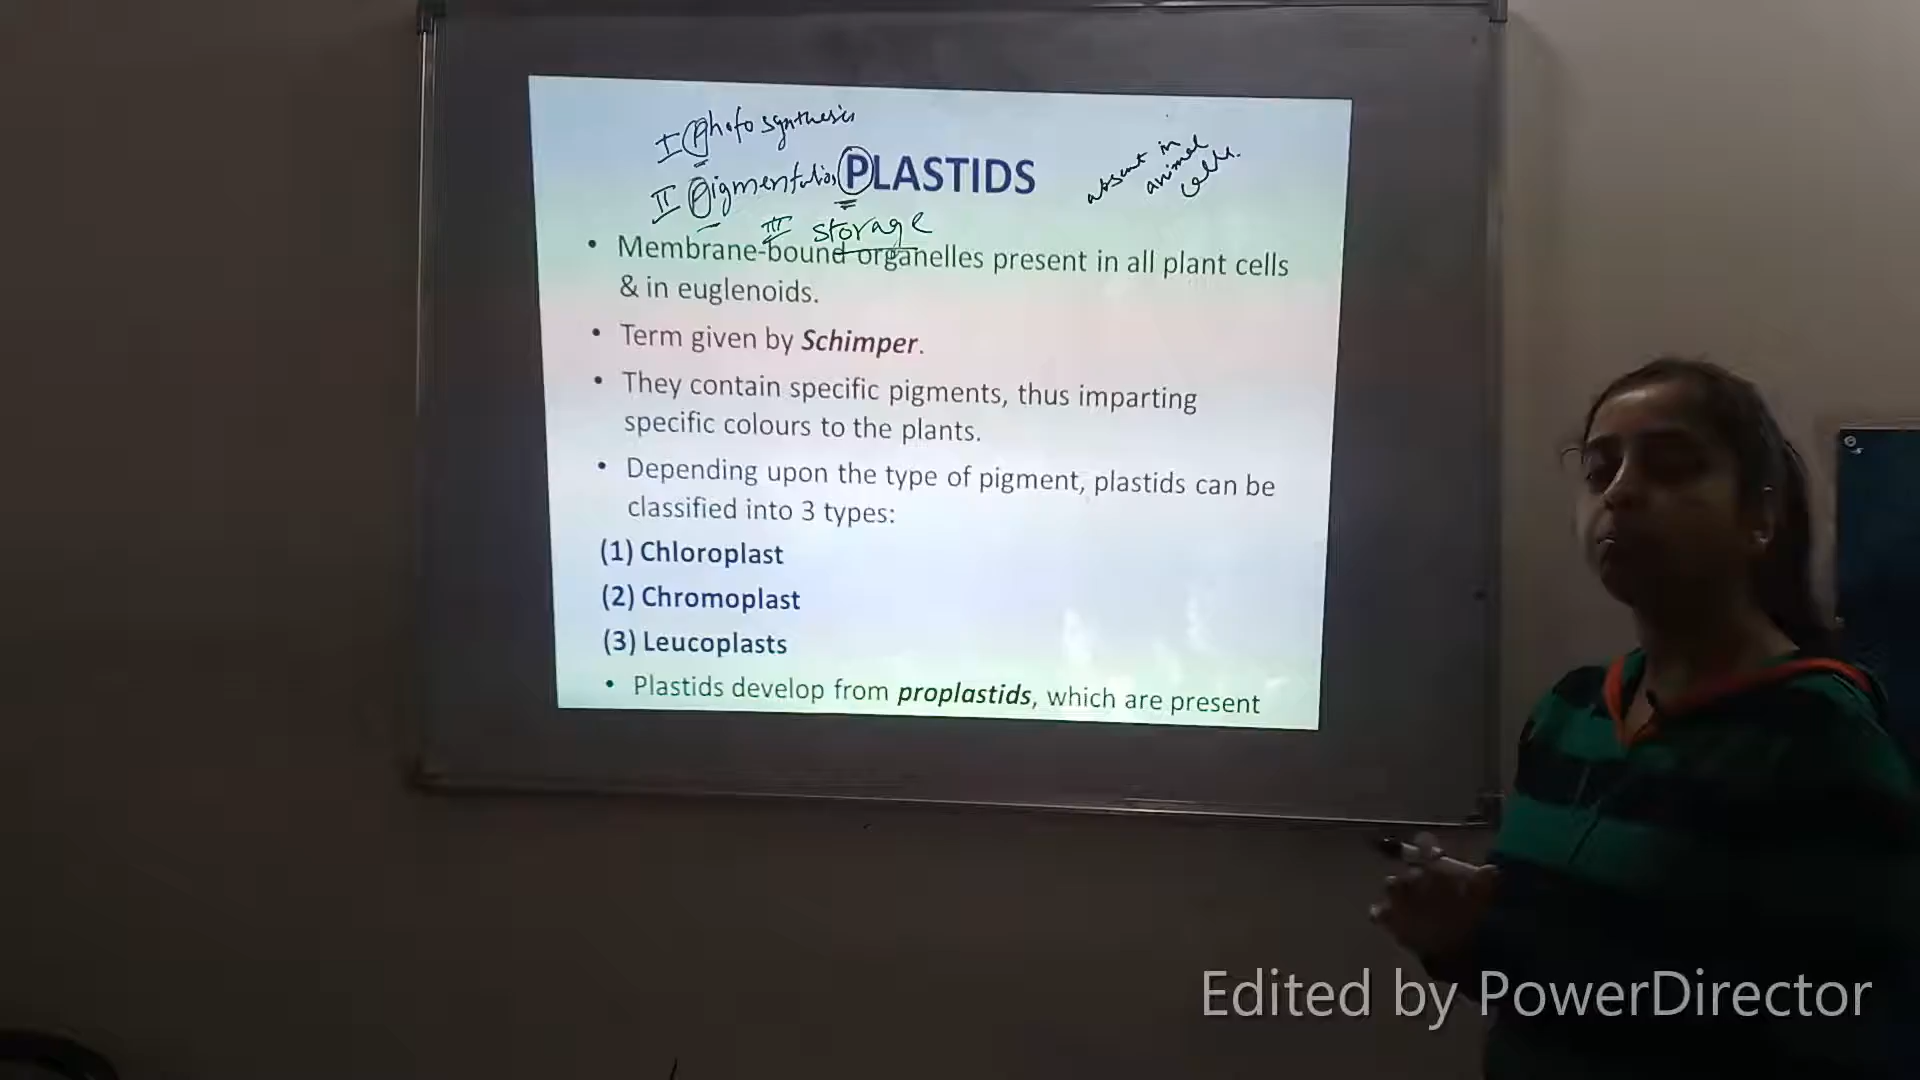 I Photosynthesis
II Pigmentation
PLASTIDS
absent in
animal
cells.
III storage
• Membrane-bound organelles present in all plant cells
& in euglenoids.
• Term given by Schimper.
• They contain specific pigments, thus imparting
specific colours to the plants.
• Depending upon the type of pigment, plastids can be
classified into 3 types:
(1) Chloroplast
(2) Chromoplast
(3) Leucoplasts
• Plastids develop from proplastids, which are present
Edited by PowerDirector